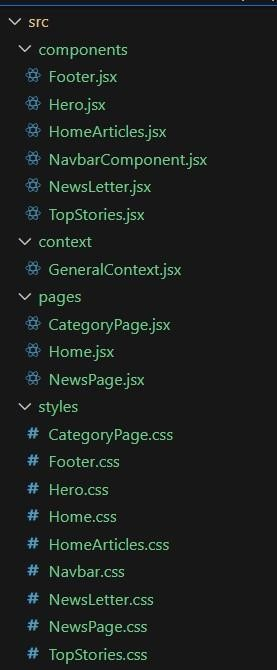 src
components
Footer.jsx
Hero.jsx
HomeArticles.jsx
NavbarComponent.jsx
NewsLetter.jsx
TopStories.jsx
context
GeneralContext.jsx
pages
CategoryPage.jsx
Home.jsx
NewsPage.jsx
styles
# CategoryPage.css
# Footer.css
# Hero.css
# Home.css
# HomeArticles.css
# Navbar.css
# NewsLetter.css
# NewsPage.css
# TopStories.css